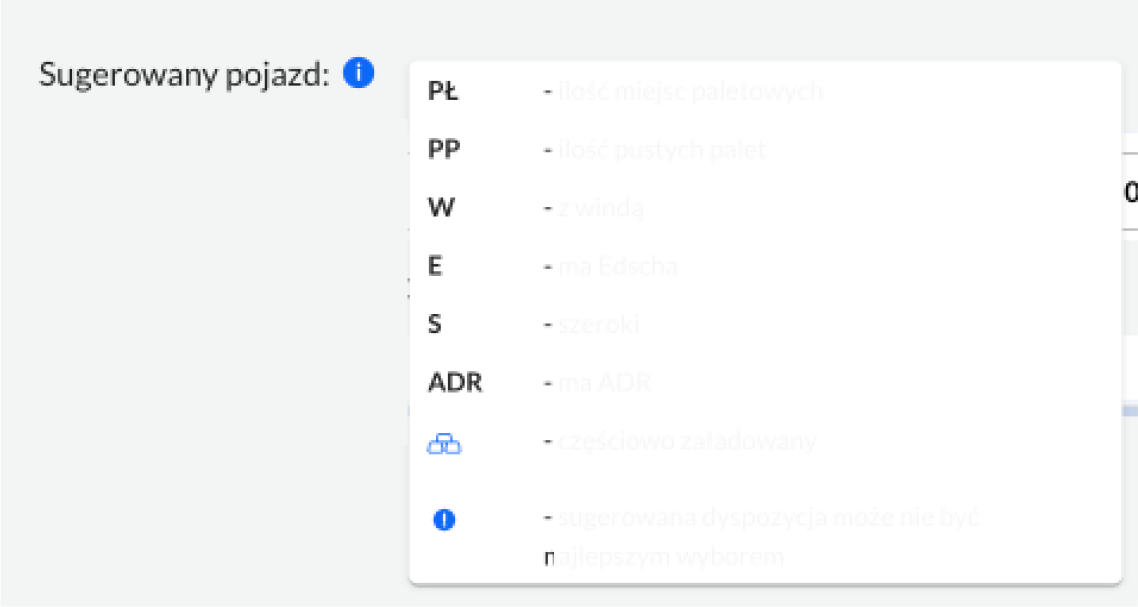 Sugerowany pojazd:
PŁ - ilość miejsc paletowych
PP - ilość pustych palet
W - z windą
E - ma Edscha
S - szeroki
ADR - ma ADR
- częściowo załadowany
- sugerowana dyspozycja może nie być
najlepszym wyborem
0